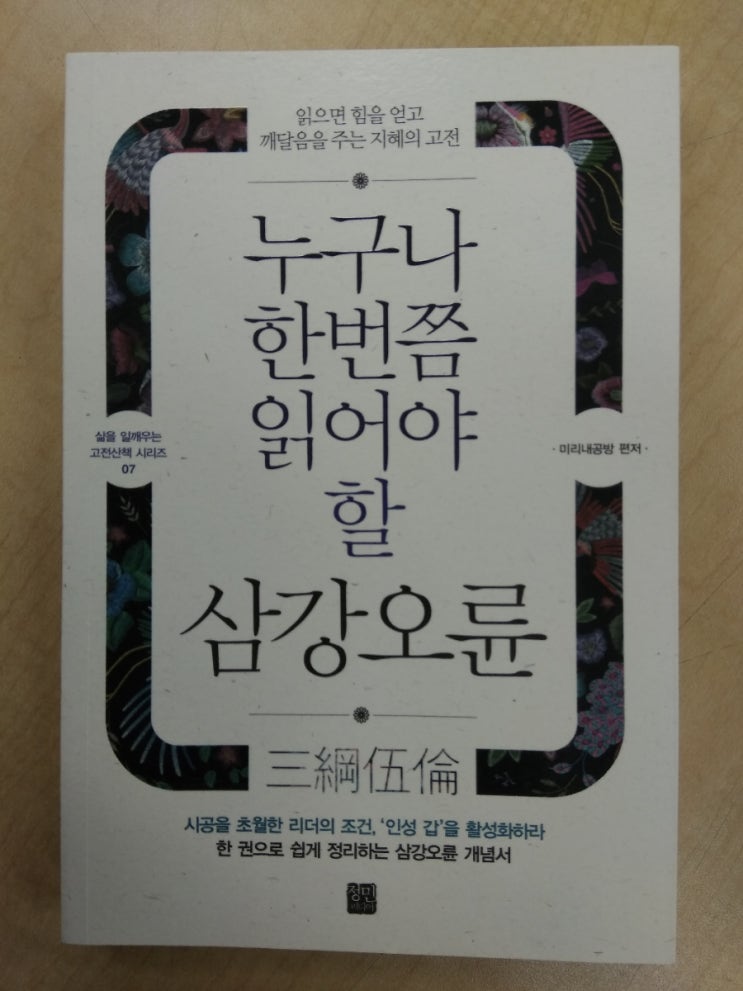 읽으면 힘을 얻고
깨달음을 주는 지혜의 고전
누구나
한번쯤
읽어야
할
삼강오륜
三綱伍倫
삶을 일깨우는
고전산책 시리즈
07
·미리내공방 편저·
시공을 초월한 리더의 조건, '인성 갑'을 활성화하라
한 권으로 쉽게 정리하는 삼강오륜 개념서
정민
미디어